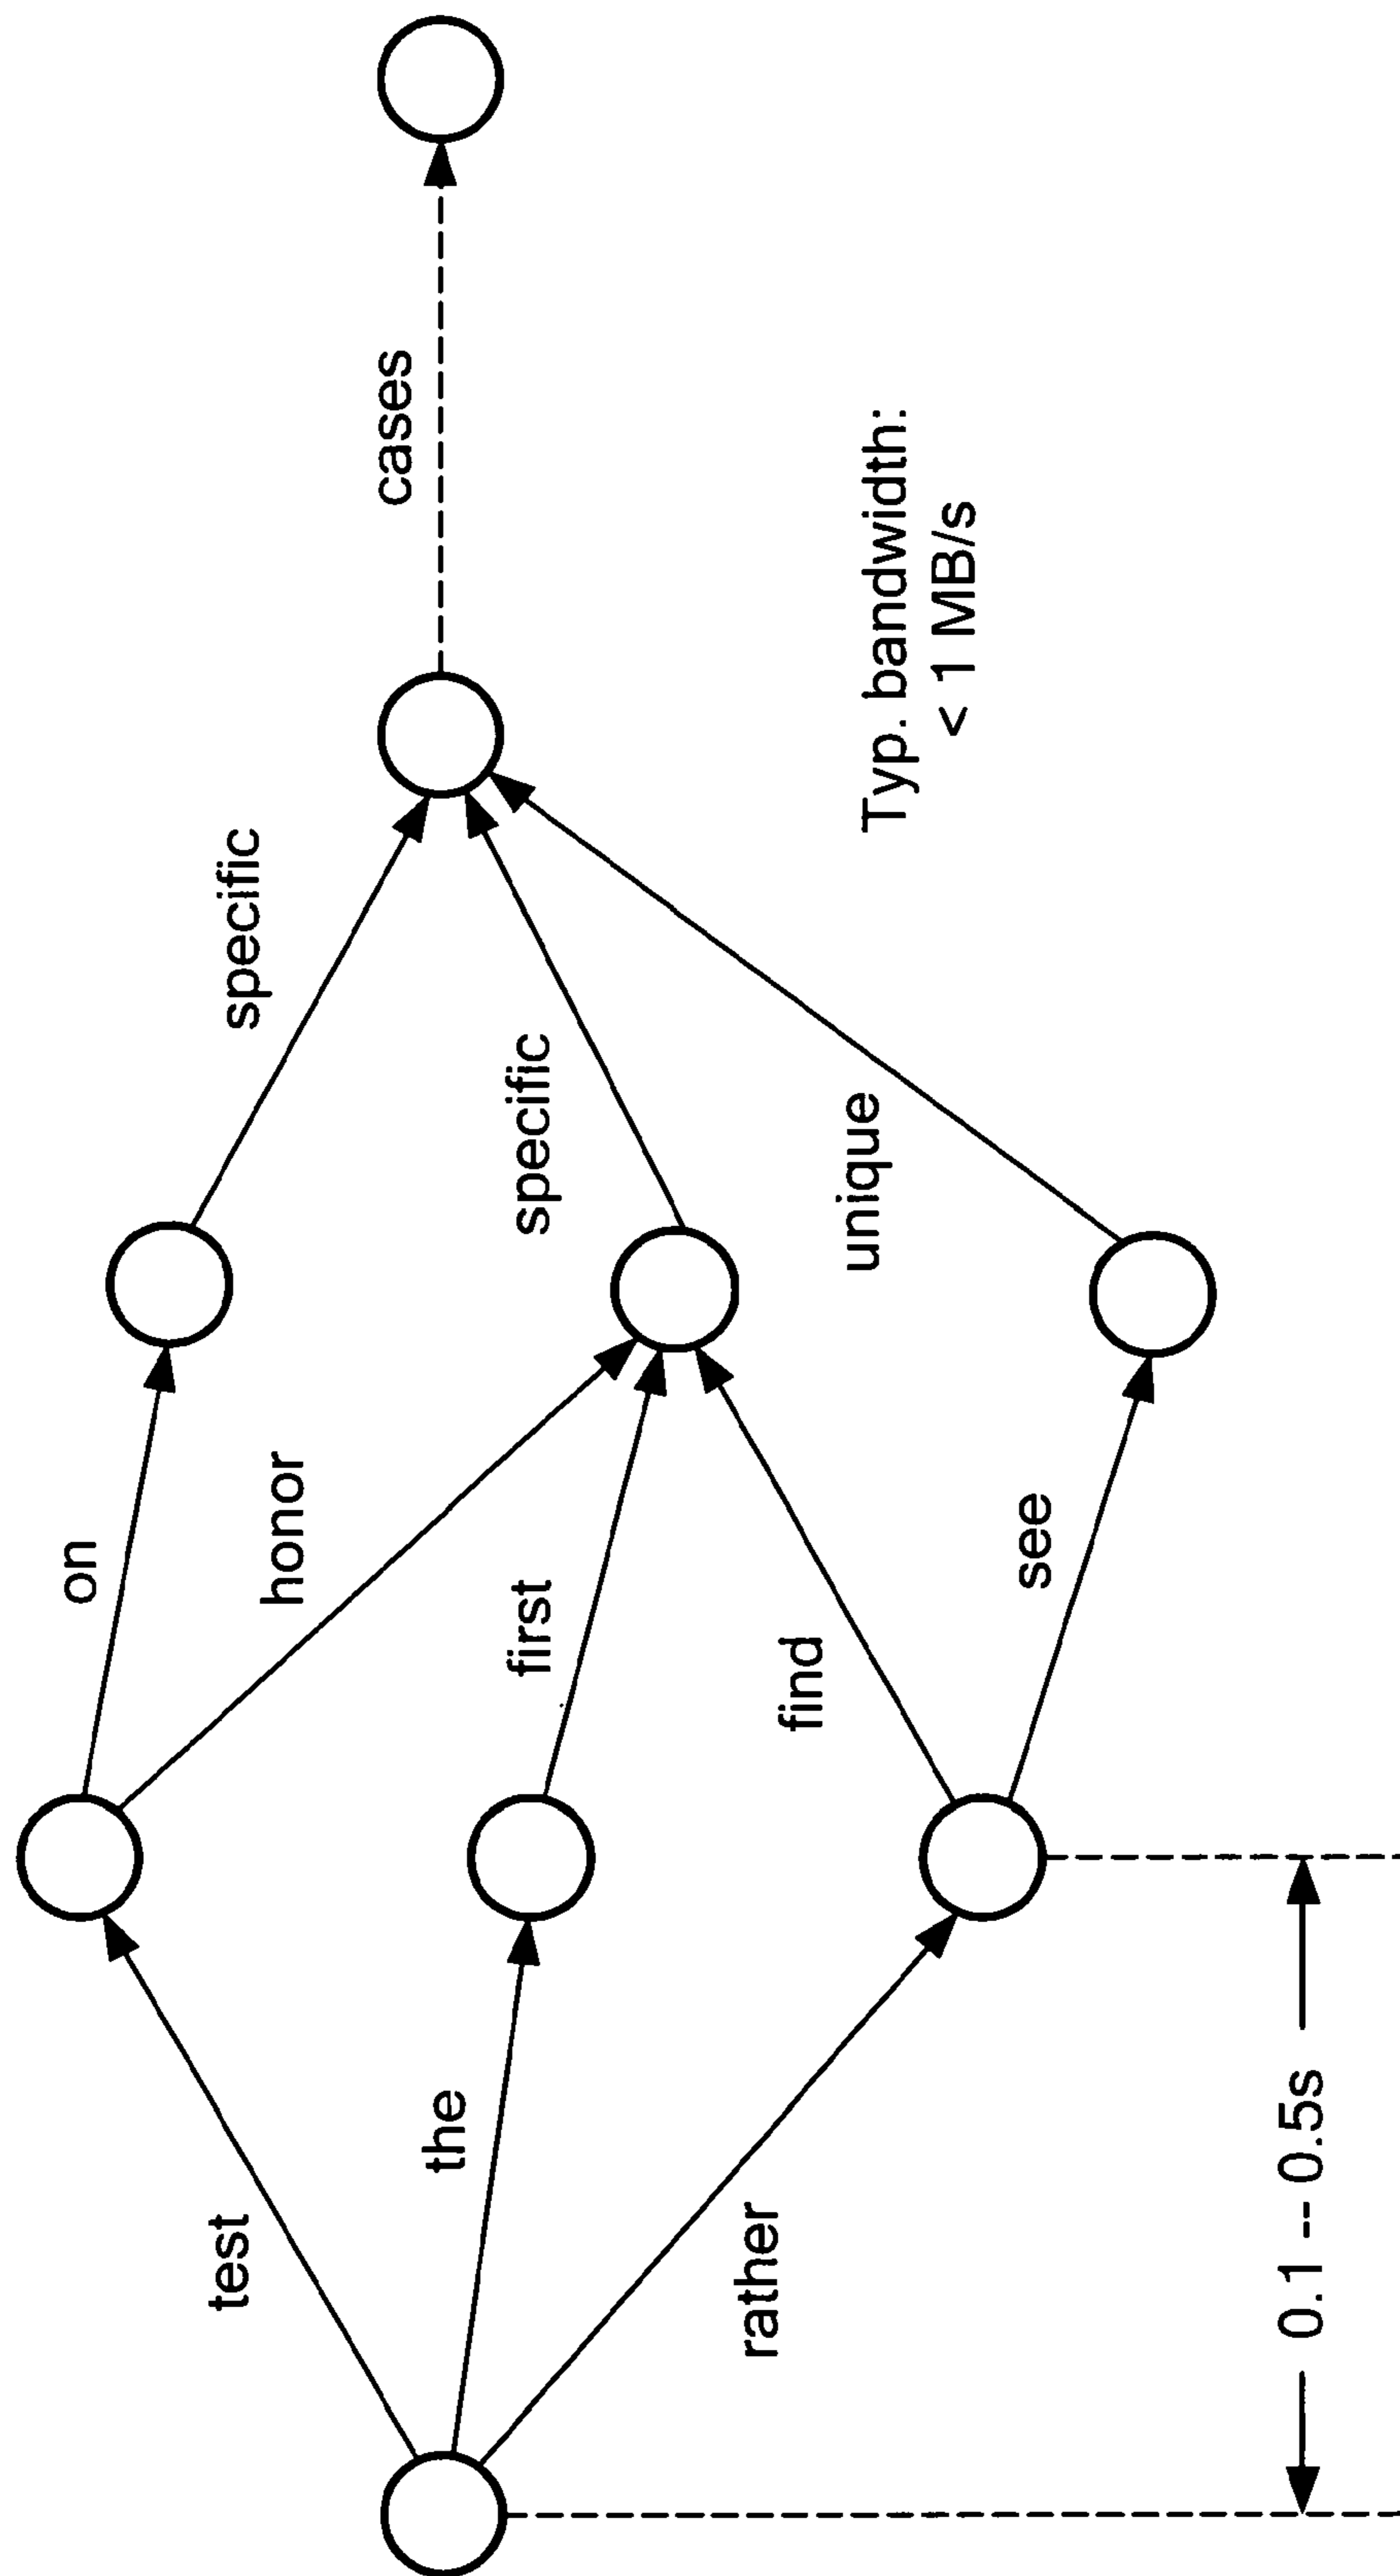 test
the
rather
on
honor
first
find
see
specific
specific
unique
cases
Typ. bandwidth:
< 1 MB/s
0.1 -- 0.5s